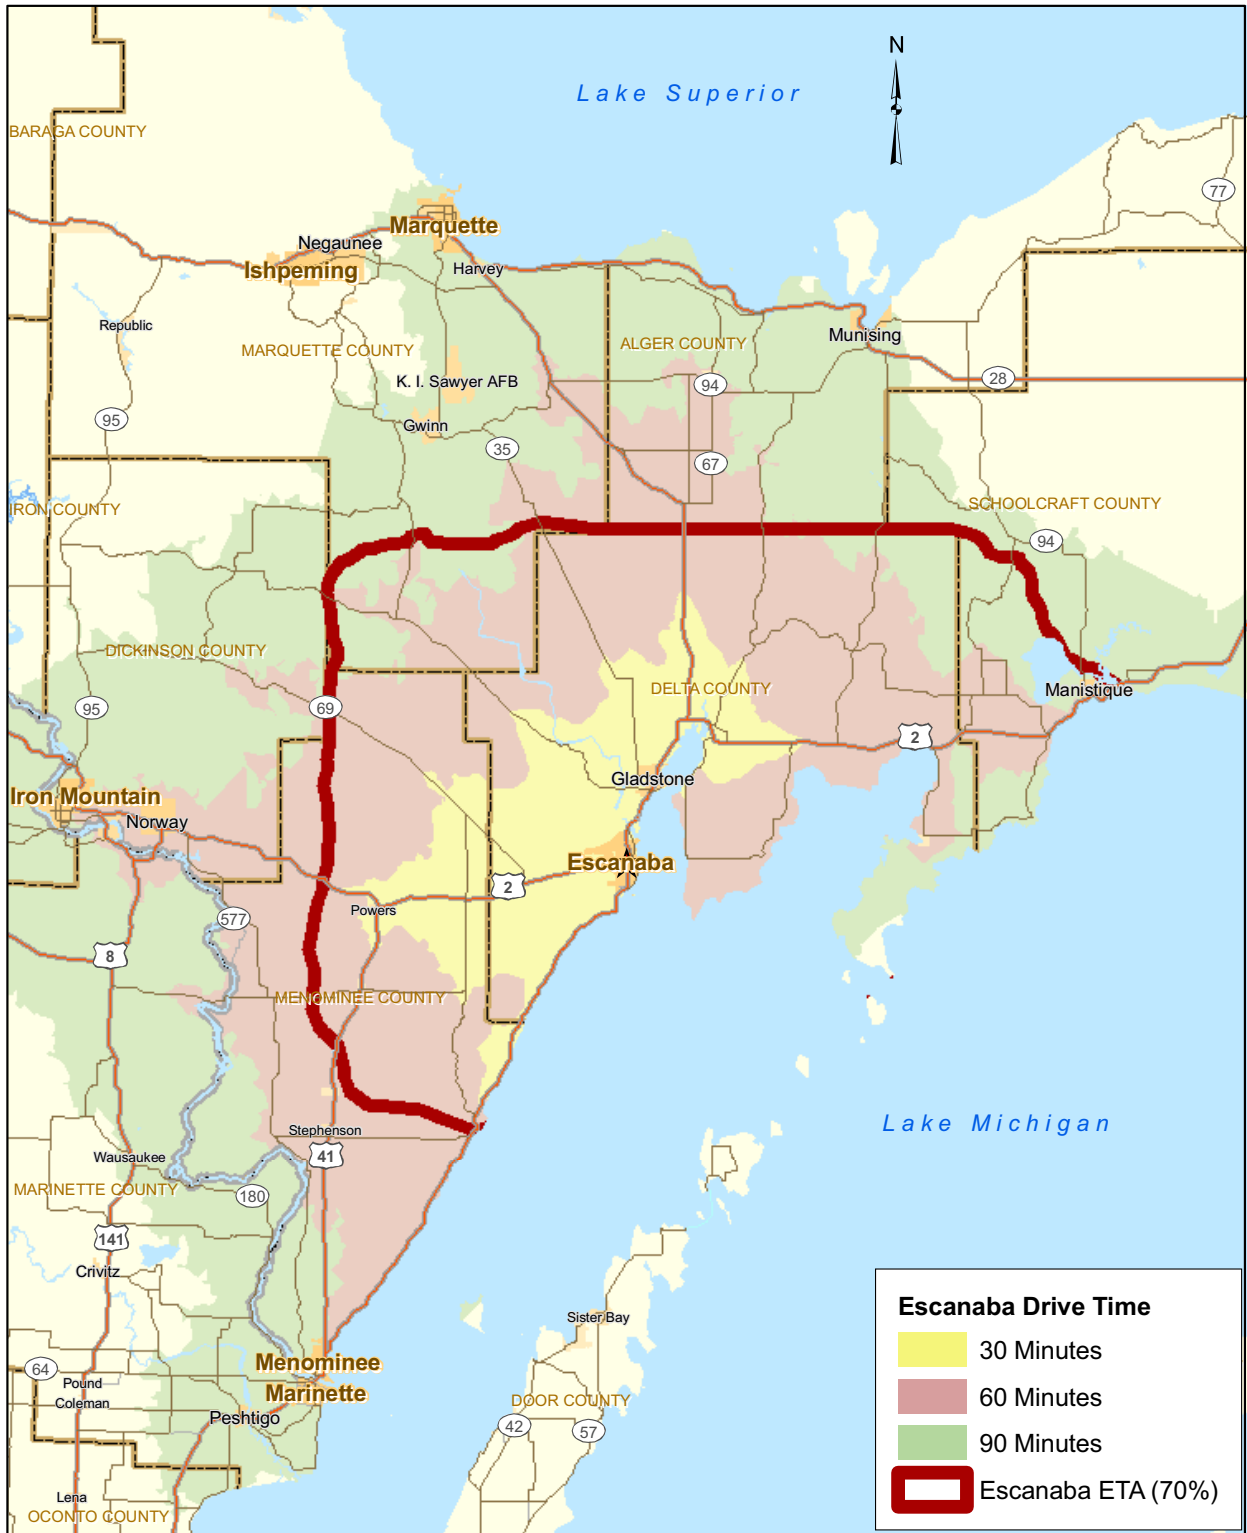 N
Lake Superior
BARAGA COUNTY
77
Marquette
Negaunee
Ishpeming
Harvey
Republic
Munising
MARQUETTE COUNTY
ALGER COUNTY
K. I. Sawyer AFB
94
28
95
Gwinn
35
67
IRON COUNTY
SCHOOLCRAFT COUNTY
94
DICKINSON COUNTY
DELTA COUNTY
Manistique
95
69
2
Gladstone
Iron Mountain
Norway
Escanaba
2
Powers
577
8
MENOMINEE COUNTY
Lake Michigan
Stephenson
41
Wausaukee
MARINETTE COUNTY
180
141
Crivitz
Sister Bay
Menominee
64
Pound
Marinette
Coleman
DOOR COUNTY
Peshtigo
42
57
Lena
OCONTO COUNTY
Escanaba Drive Time
30 Minutes
60 Minutes
90 Minutes
Escanaba ETA (70%)